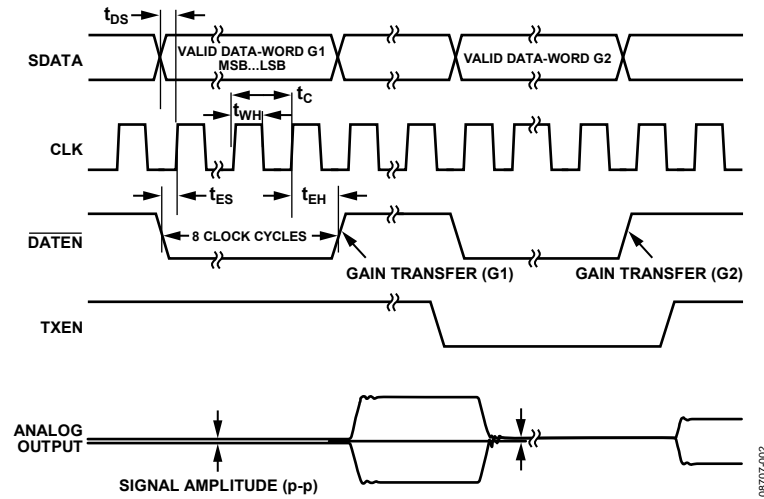 tDS
SDATA
VALID DATA-WORD G1
MSB...LSB
VALID DATA-WORD G2
tC
tWH
CLK
tES
tEH
DATEN
8 CLOCK CYCLES
GAIN TRANSFER (G1)
GAIN TRANSFER (G2)
TXEN
ANALOG
OUTPUT
SIGNAL AMPLITUDE (p-p)
08707-002